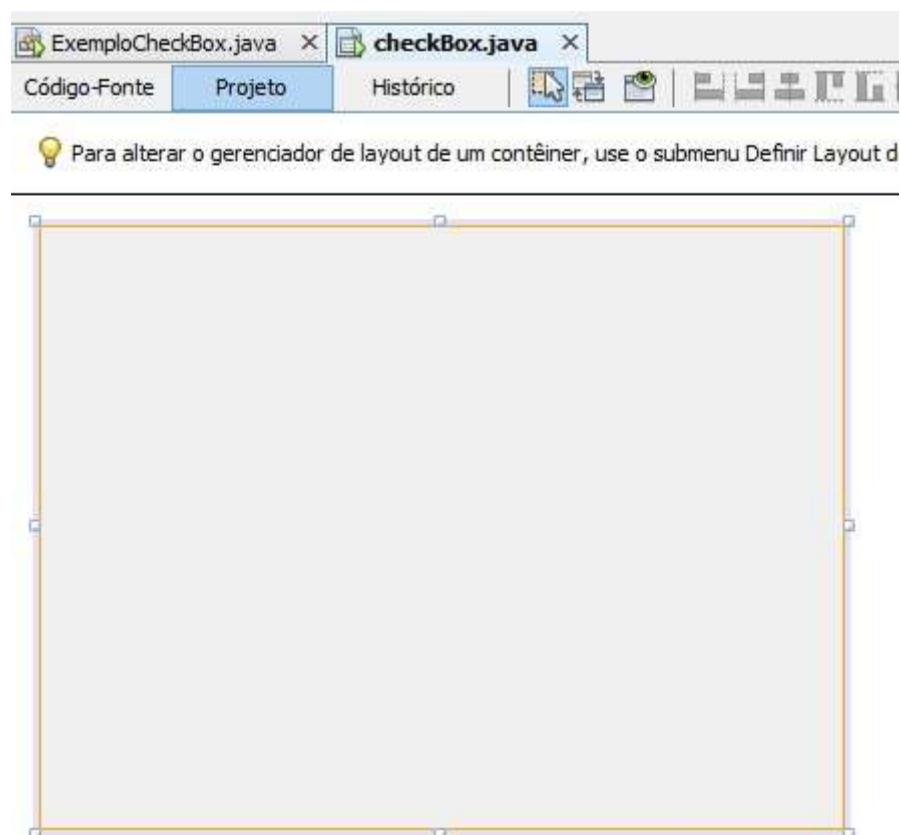 ExemploCheckBox.java checkBox.java
Código-Fonte Projeto Histórico
Para alterar o gerenciador de layout de um contêiner, use o submenu Definir Layout d